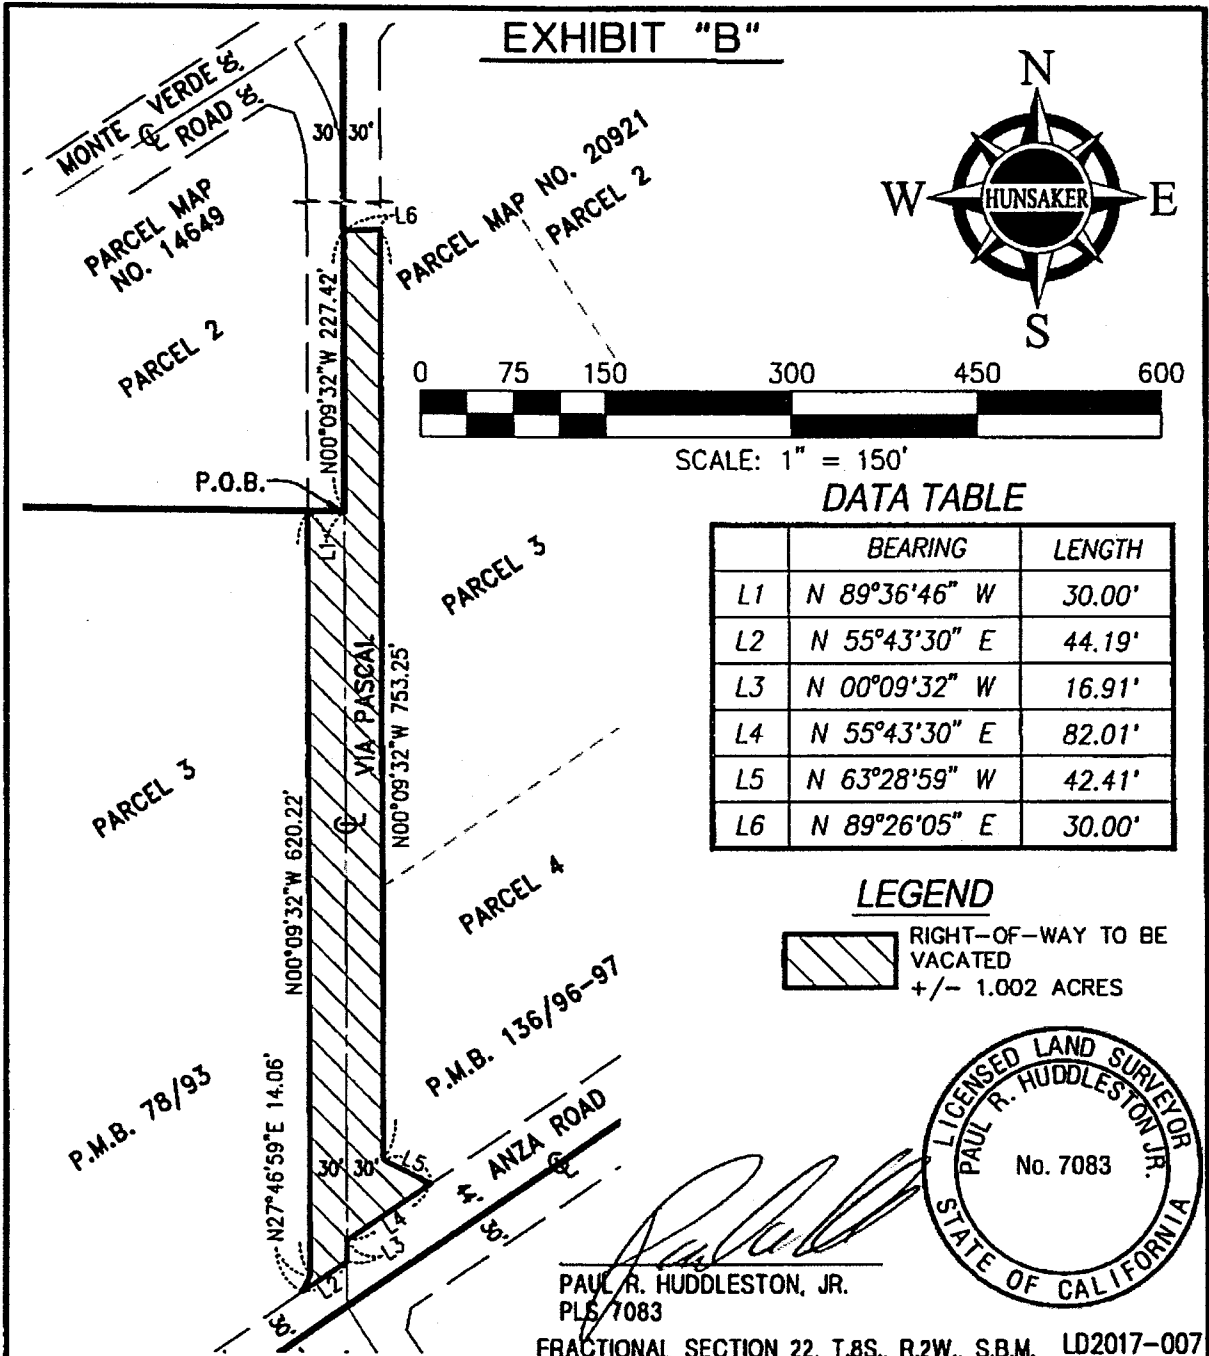 EXHIBIT "B"
MONTE VERDE
℄ ROAD
30' 30'
PARCEL MAP
NO. 14649
PARCEL 2
L6
PARCEL MAP NO. 20921
PARCEL 2
N
W HUNSAKER E
S
N00°09'32"W 227.42'
P.O.B.
L1
0 75 150 300 450 600
SCALE: 1" = 150'
DATA TABLE
BEARING LENGTH
L1 N 89°36'46" W 30.00'
L2 N 55°43'30" E 44.19'
L3 N 00°09'32" W 16.91'
L4 N 55°43'30" E 82.01'
L5 N 63°28'59" W 42.41'
L6 N 89°26'05" E 30.00'
PARCEL 3
VIA PASCAL
℄
N00°09'32"W 753.25'
PARCEL 3
N00°09'32"W 620.22'
PARCEL 4
P.M.B. 136/96-97
P.M.B. 78/93
N27°46'59"E 14.06'
LEGEND
RIGHT-OF-WAY TO BE
VACATED
+/- 1.002 ACRES
30' 30'
L5
L4
L3
L2
ANZA ROAD
℄
44'
30'
30'
LICENSED LAND SURVEYOR
PAUL R. HUDDLESTON JR.
No. 7083
STATE OF CALIFORNIA
PAUL R. HUDDLESTON, JR.
PLS 7083
FRACTIONAL SECTION 22, T.8S., R.2W., S.B.M. LD2017-007